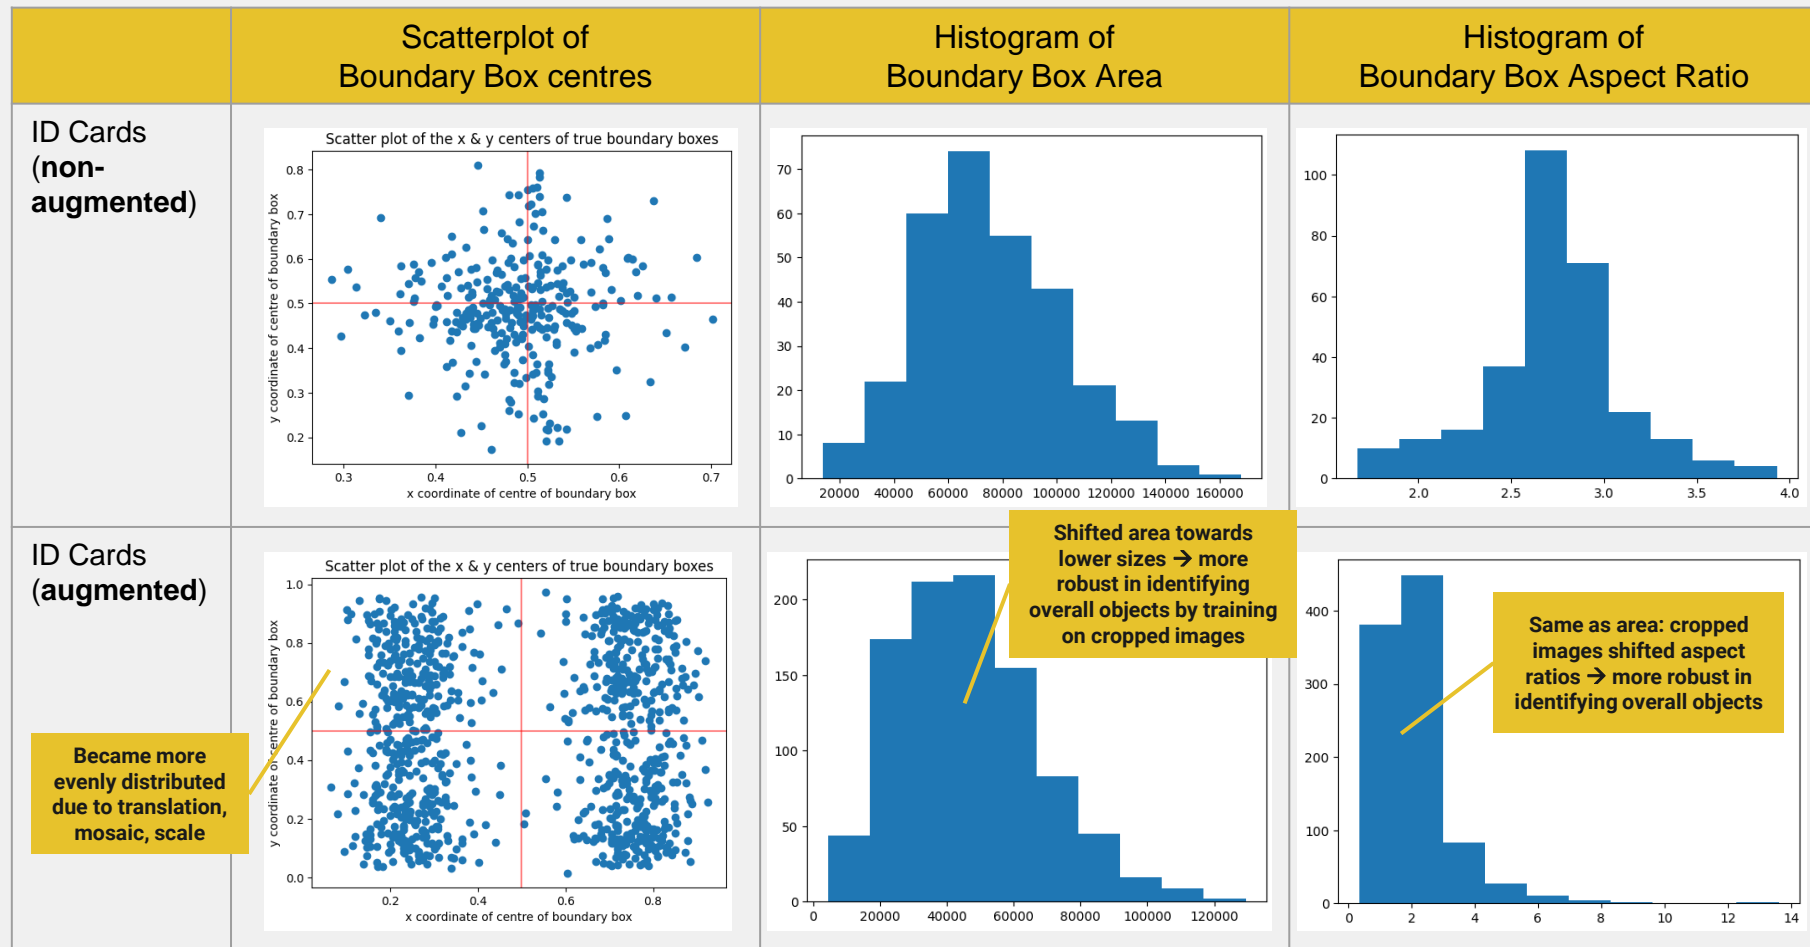 Scatterplot of
Boundary Box centres
Histogram of
Boundary Box Area
Histogram of
Boundary Box Aspect Ratio
ID Cards
(non-
augmented)
Scatter plot of the x & y centers of true boundary boxes
y coordinate of centre of boundary box
0.8
0.7
0.6
0.5
0.4
0.3
0.2
0.3
0.4
0.5
0.6
0.7
x coordinate of centre of boundary box
70
60
50
40
30
20
10
0
20000
40000
60000
80000
100000
120000
140000
160000
100
80
60
40
20
0
2.0
2.5
3.0
3.5
4.0
ID Cards
(augmented)
Became more
evenly distributed
due to translation,
mosaic, scale
Scatter plot of the x & y centers of true boundary boxes
y coordinate of centre of boundary box
1.0
0.8
0.6
0.4
0.2
0.0
0.2
0.4
0.6
0.8
x coordinate of centre of boundary box
Shifted area towards
lower sizes → more
robust in identifying
overall objects by training
on cropped images
200
150
100
50
0
0
20000
40000
60000
80000
100000
120000
Same as area: cropped
images shifted aspect
ratios → more robust in
identifying overall objects
400
300
200
100
0
0
2
4
6
8
10
12
14